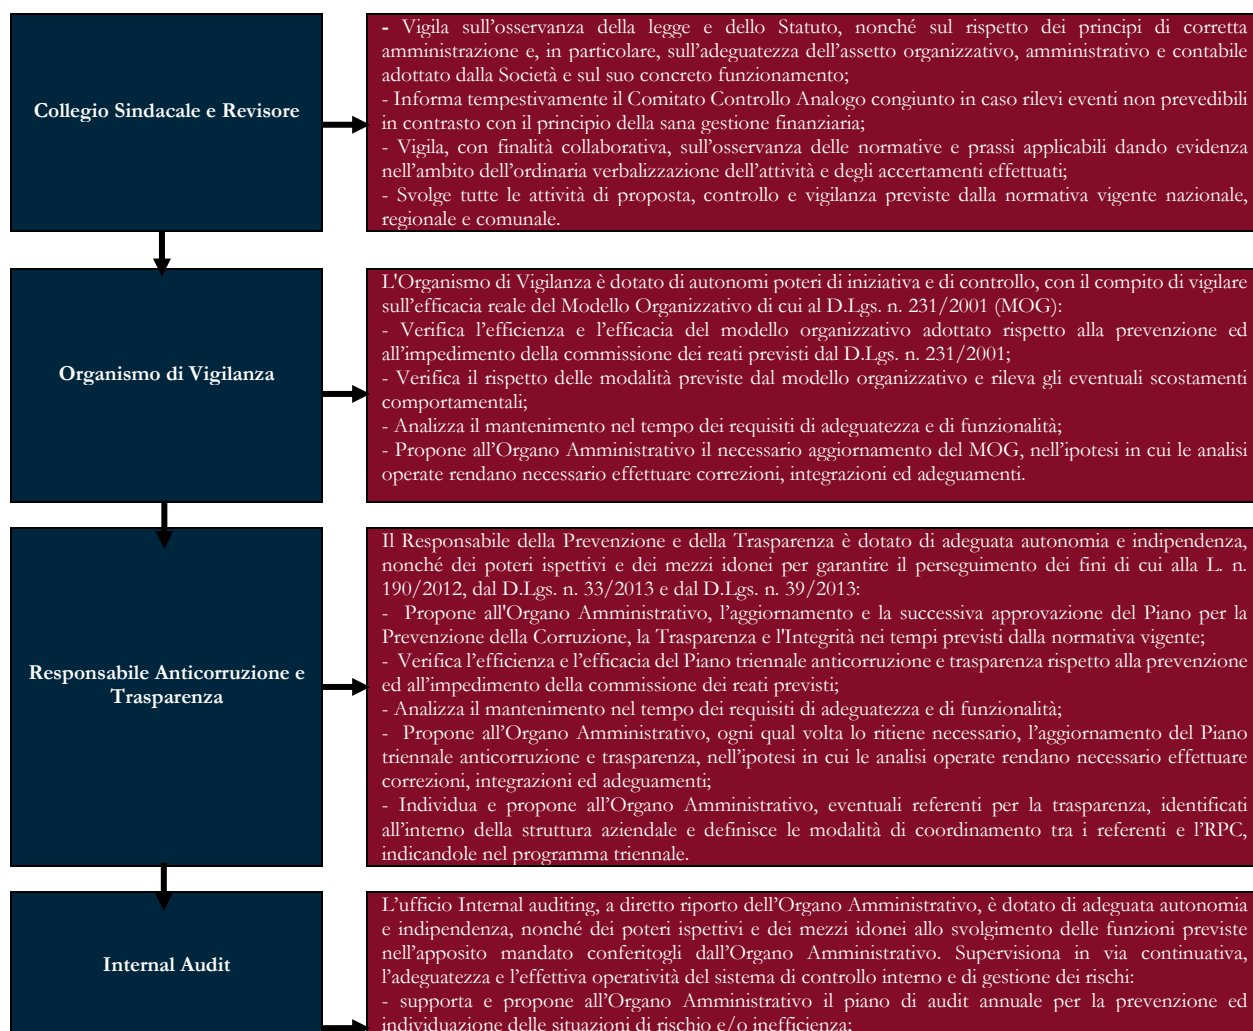 Collegio Sindacale e Revisore
- Vigila sull’osservanza della legge e dello Statuto, nonché sul rispetto dei principi di corretta
amministrazione e, in particolare, sull’adeguatezza dell’assetto organizzativo, amministrativo e contabile
adottato dalla Società e sul suo concreto funzionamento;
- Informa tempestivamente il Comitato Controllo Analogo congiunto in caso rilevi eventi non prevedibili
in contrasto con il principio della sana gestione finanziaria;
- Vigila, con finalità collaborativa, sull’osservanza delle normative e prassi applicabili dando evidenza
nell’ambito dell’ordinaria verbalizzazione dell’attività e degli accertamenti effettuati;
- Svolge tutte le attività di proposta, controllo e vigilanza previste dalla normativa vigente nazionale,
regionale e comunale.
Organismo di Vigilanza
L'Organismo di Vigilanza è dotato di autonomi poteri di iniziativa e di controllo, con il compito di vigilare
sull’efficacia reale del Modello Organizzativo di cui al D.Lgs. n. 231/2001 (MOG):
- Verifica l’efficienza e l’efficacia del modello organizzativo adottato rispetto alla prevenzione ed
all’impedimento della commissione dei reati previsti dal D.Lgs. n. 231/2001;
- Verifica il rispetto delle modalità previste dal modello organizzativo e rileva gli eventuali scostamenti
comportamentali;
- Analizza il mantenimento nel tempo dei requisiti di adeguatezza e di funzionalità;
- Propone all’Organo Amministrativo il necessario aggiornamento del MOG, nell’ipotesi in cui le analisi
operate rendano necessario effettuare correzioni, integrazioni ed adeguamenti.
Responsabile Anticorruzione e
Trasparenza
Il Responsabile della Prevenzione e della Trasparenza è dotato di adeguata autonomia e indipendenza,
nonché dei poteri ispettivi e dei mezzi idonei per garantire il perseguimento dei fini di cui alla L. n.
190/2012, dal D.Lgs. n. 33/2013 e dal D.Lgs. n. 39/2013:
- Propone all'Organo Amministrativo, l’aggiornamento e la successiva approvazione del Piano per la
Prevenzione della Corruzione, la Trasparenza e l'Integrità nei tempi previsti dalla normativa vigente;
- Verifica l’efficienza e l’efficacia del Piano triennale anticorruzione e trasparenza rispetto alla prevenzione
ed all’impedimento della commissione dei reati previsti;
- Analizza il mantenimento nel tempo dei requisiti di adeguatezza e di funzionalità;
- Propone all’Organo Amministrativo, ogni qual volta lo ritiene necessario, l’aggiornamento del Piano
triennale anticorruzione e trasparenza, nell’ipotesi in cui le analisi operate rendano necessario effettuare
correzioni, integrazioni ed adeguamenti;
- Individua e propone all’Organo Amministrativo, eventuali referenti per la trasparenza, identificati
all’interno della struttura aziendale e definisce le modalità di coordinamento tra i referenti e l’RPC,
indicandole nel programma triennale.
Internal Audit
L’ufficio Internal auditing, a diretto riporto dell’Organo Amministrativo, è dotato di adeguata autonomia
e indipendenza, nonché dei poteri ispettivi e dei mezzi idonei allo svolgimento delle funzioni previste
nell’apposito mandato conferitogli dall’Organo Amministrativo. Supervisiona in via continuativa,
l’adeguatezza e l’effettiva operatività del sistema di controllo interno e di gestione dei rischi:
- supporta e propone all’Organo Amministrativo il piano di audit annuale per la prevenzione ed
individuazione delle situazioni di rischio e/o inefficienza;